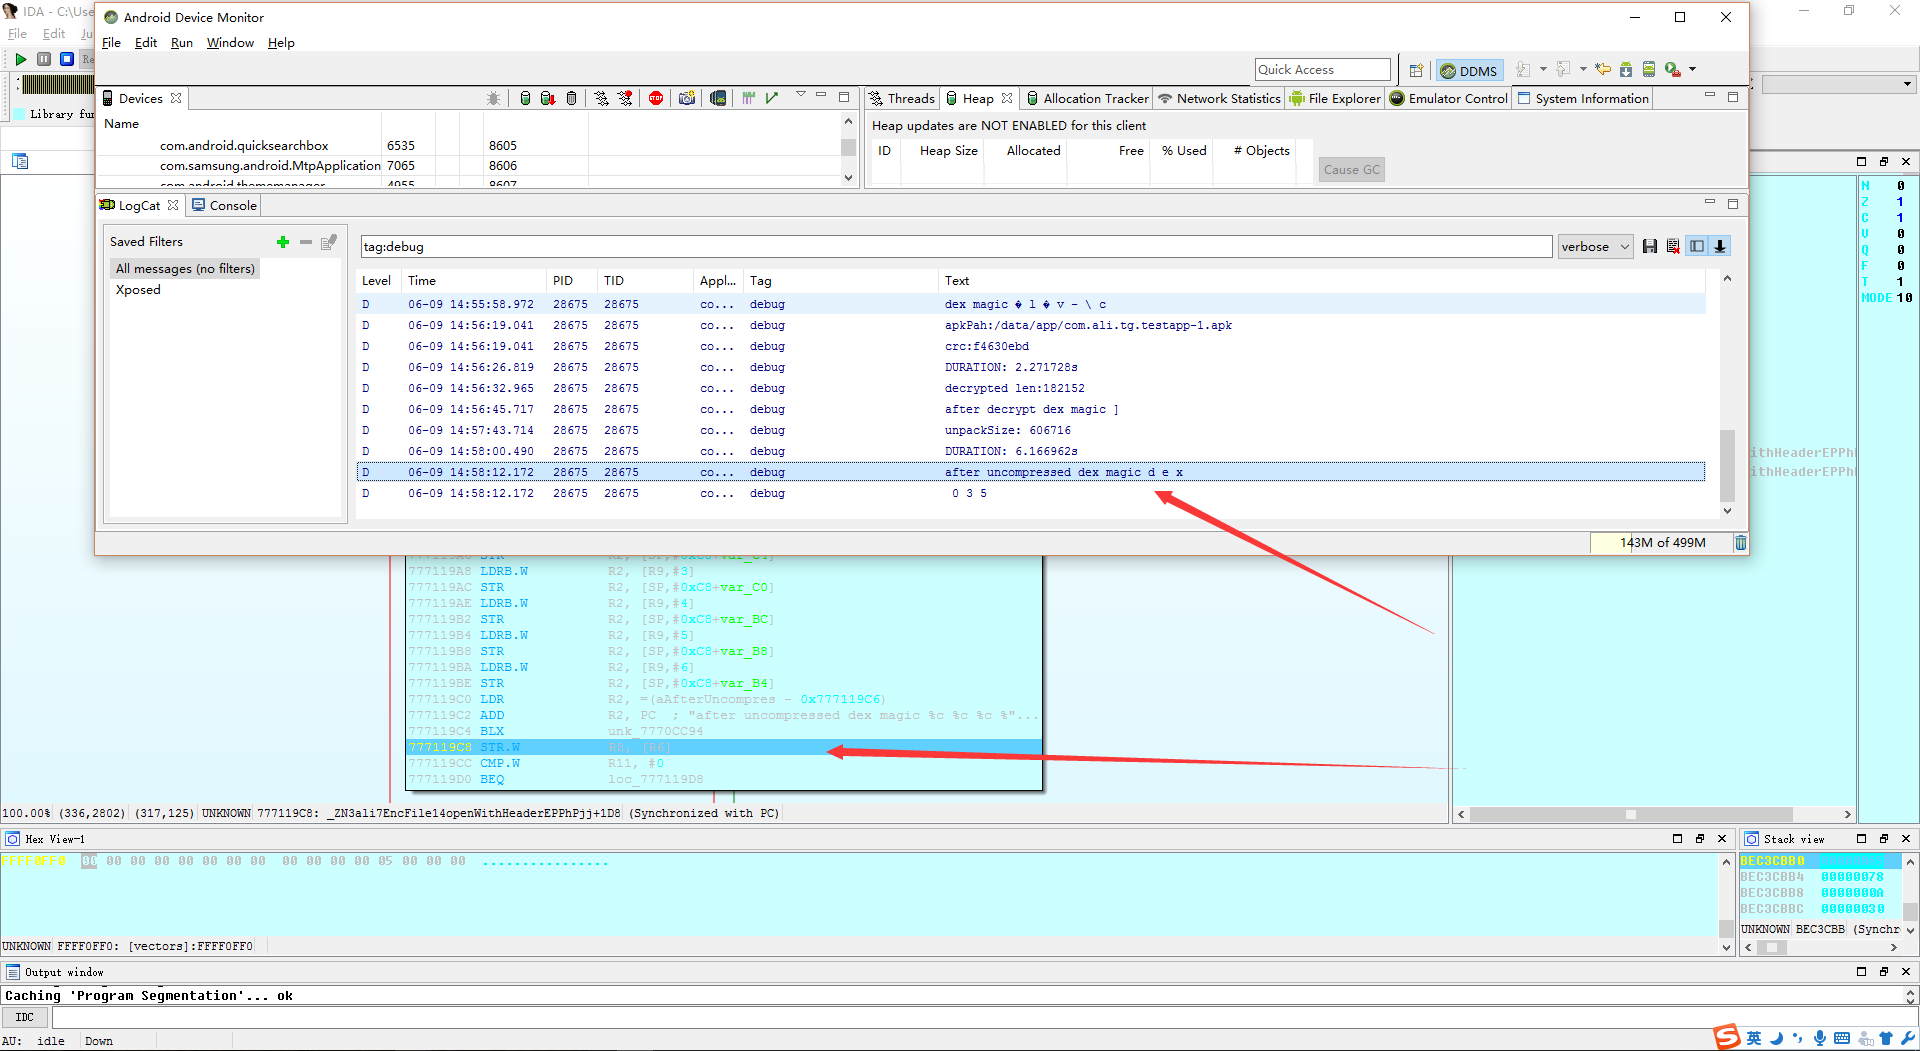 IDA - C:\Use
File Edit Ju
Android Device Monitor
File Edit Run Window Help
Quick Access
DDMS
Library fun
Devices
Name
com.android.quicksearchbox 6535 8605
com.samsung.android.MtpApplication 7065 8606
com.android.thememanager 4955 8607
Threads Heap Allocation Tracker Network Statistics File Explorer Emulator Control System Information
Heap updates are NOT ENABLED for this client
ID Heap Size Allocated Free % Used # Objects
Cause GC
LogCat Console
Saved Filters
All messages (no filters)
Xposed
tag:debug
verbose
Level Time PID TID Appl... Tag Text
D 06-09 14:55:58.972 28675 28675 co... debug dex magic � l � v - \ c
D 06-09 14:56:19.041 28675 28675 co... debug apkPah:/data/app/com.ali.tg.testapp-1.apk
D 06-09 14:56:19.041 28675 28675 co... debug crc:f4630ebd
D 06-09 14:56:26.819 28675 28675 co... debug DURATION: 2.271728s
D 06-09 14:56:32.965 28675 28675 co... debug decrypted len:182152
D 06-09 14:56:45.717 28675 28675 co... debug after decrypt dex magic ]
D 06-09 14:57:43.714 28675 28675 co... debug unpackSize: 606716
D 06-09 14:58:00.490 28675 28675 co... debug DURATION: 6.166962s
D 06-09 14:58:12.172 28675 28675 co... debug after uncompressed dex magic d e x
D 06-09 14:58:12.172 28675 28675 co... debug 0 3 5
143M of 499M
N 0
Z 1
C 1
V 0
Q 0
F 0
T 1
MODE 10
ithHeaderEPPh
ithHeaderEPPh
777119A6 STR R2, [SP,#0xC8+var_C4]
777119A8 LDRB.W R2, [R9,#3]
777119AC STR R2, [SP,#0xC8+var_C0]
777119AE LDRB.W R2, [R9,#4]
777119B2 STR R2, [SP,#0xC8+var_BC]
777119B4 LDRB.W R2, [R9,#5]
777119B8 STR R2, [SP,#0xC8+var_B8]
777119BA LDRB.W R2, [R9,#6]
777119BE STR R2, [SP,#0xC8+var_B4]
777119C0 LDR R2, =(aAfterUncompres - 0x777119C6)
777119C2 ADD R2, PC ; "after uncompressed dex magic %c %c %c %"...
777119C4 BLX unk_7770CC94
777119C8 STR.W R8, [R6]
777119CC CMP.W R11, #0
777119D0 BEQ loc_777119D8
100.00% (336,2802) (317,125) UNKNOWN 777119C8: _ZN3ali7EncFile14openWithHeaderEPPhPjj+1D8 (Synchronized with PC)
Hex View-1
FFFF0FF0 00 00 00 00 00 00 00 00 00 00 00 00 05 00 00 00 ................
UNKNOWN FFFF0FF0: [vectors]:FFFF0FF0
Stack view
BEC3CBB0
BEC3CBB4 00000078
BEC3CBB8 0000000A
BEC3CBBC 00000030
UNKNOWN BEC3CBB (Synchr
Output window
Caching 'Program Segmentation'... ok
IDC
AU: idle Down
英